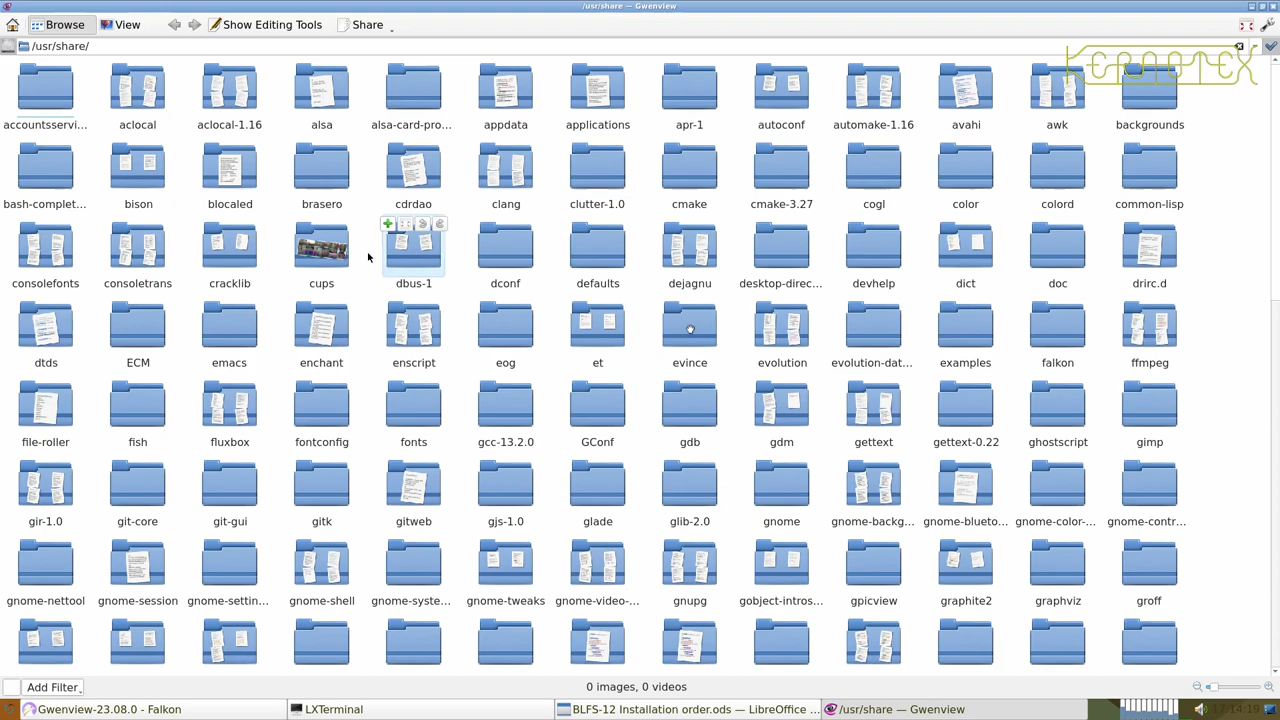 /usr/share — Gwenview
Browse View Show Editing Tools Share
/usr/share/
KERNOTEX
accountsservi... aclocal aclocal-1.16 alsa alsa-card-pro... appdata applications apr-1 autoconf automake-1.16 avahi awk backgrounds
bash-complet... bison blocaled brasero cdrdao clang clutter-1.0 cmake cmake-3.27 cogl color colord common-lisp
consolefonts consoletrans cracklib cups dbus-1 dconf defaults dejagnu desktop-direc... devhelp dict doc drirc.d
dtds ECM emacs enchant enscript eog et evince evolution evolution-dat... examples falkon ffmpeg
file-roller fish fluxbox fontconfig fonts gcc-13.2.0 GConf gdb gdm gettext gettext-0.22 ghostscript gimp
gir-1.0 git-core git-gui gitk gitweb gjs-1.0 glade glib-2.0 gnome gnome-backg... gnome-blueto... gnome-color-... gnome-contr...
gnome-nettool gnome-session gnome-settin... gnome-shell gnome-syste... gnome-tweaks gnome-video-... gnupg gobject-intros... gpicview graphite2 graphviz groff
Add Filter 0 images, 0 videos
Gwenview-23.08.0 - Falkon LXTerminal BLFS-12 Installation order.ods — LibreOffice ... /usr/share — Gwenview 17:14:19